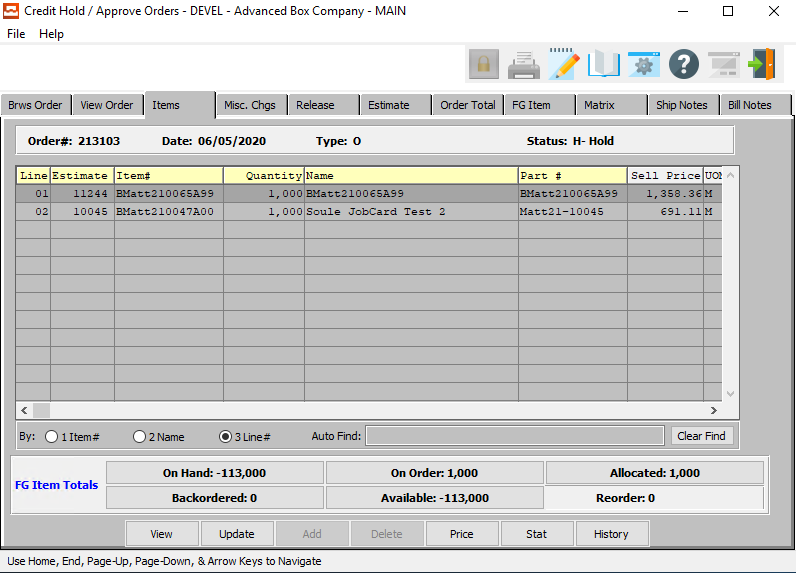 Credit Hold / Approve Orders - DEVEL - Advanced Box Company - MAIN
File Help
Brws Order View Order Items Misc. Chgs Release Estimate Order Total FG Item Matrix Ship Notes Bill Notes
Order#: 213103 Date: 06/05/2020 Type: O Status: H- Hold
Line Estimate Item# Quantity Name Part # Sell Price UOM
01 11244 BMatt210065A99 1,000 BMatt210065A99 BMatt210065A99 1,358.36 M
02 10045 BMatt210047A00 1,000 Soule JobCard Test 2 Matt21-10045 691.11 M
By: 1 Item# 2 Name 3 Line# Auto Find: Clear Find
FG Item Totals
On Hand: -113,000 On Order: 1,000 Allocated: 1,000
Backordered: 0 Available: -113,000 Reorder: 0
View Update Add Delete Price Stat History
Use Home, End, Page-Up, Page-Down, & Arrow Keys to Navigate